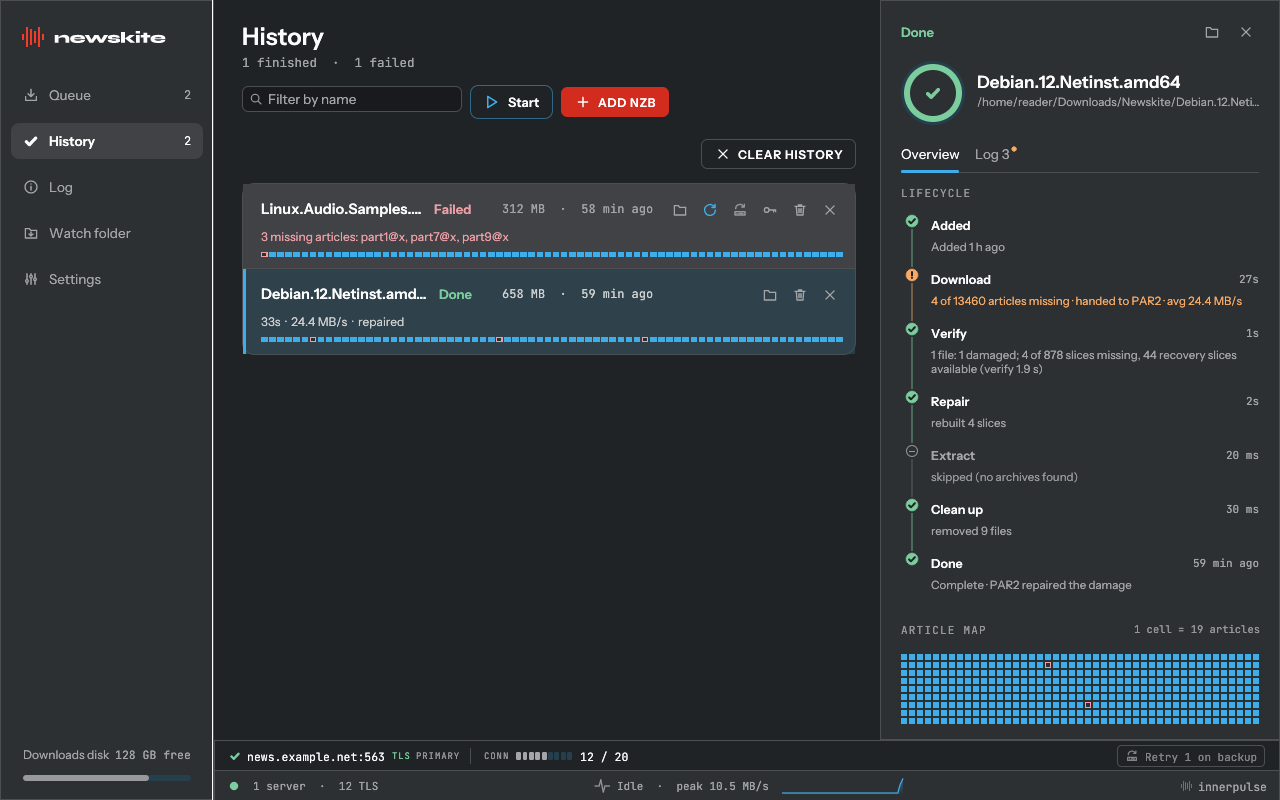 newskite
Queue 2
History 2
Log
Watch folder
Settings
Downloads disk 128 GB free
History
1 finished · 1 failed
Filter by name
Start
ADD NZB
CLEAR HISTORY
Linux.Audio.Samples.... Failed 312 MB · 58 min ago
3 missing articles: part1@x, part7@x, part9@x
Debian.12.Netinst.amd... Done 658 MB · 59 min ago
33s · 24.4 MB/s · repaired
Done
Debian.12.Netinst.amd64
/home/reader/Downloads/Newskite/Debian.12.Neti...
Overview Log 3
LIFECYCLE
Added
Added 1 h ago
Download 27s
4 of 13460 articles missing · handed to PAR2 · avg 24.4 MB/s
Verify 1s
1 file: 1 damaged; 4 of 878 slices missing, 44 recovery slices
available (verify 1.9 s)
Repair 2s
rebuilt 4 slices
Extract 20 ms
skipped (no archives found)
Clean up 30 ms
removed 9 files
Done 59 min ago
Complete · PAR2 repaired the damage
ARTICLE MAP 1 cell = 19 articles
news.example.net:563 TLS PRIMARY CONN 12 / 20 Retry 1 on backup
1 server · 12 TLS Idle · peak 10.5 MB/s innerpulse